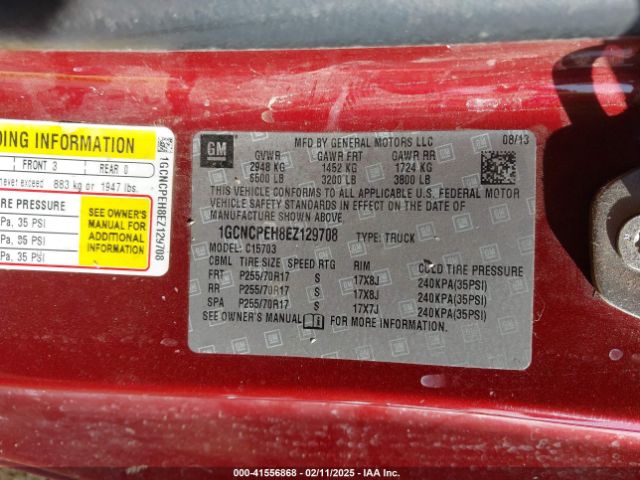 DING INFORMATION
FRONT 3 REAR 0
never exceed 883 kg or 1947 lbs.
E PRESSURE
Pa, 35 PSI
Pa, 35 PSI
Pa, 35 PSI
SEE OWNER'S
MANUAL FOR
ADDITIONAL
INFORMATION
1GCNCPEH8EZ129708
GM
MFD BY GENERAL MOTORS LLC 08/13
GVWR GAWR FRT GAWR RR
2948 KG 1452 KG 1724 KG
6500 LB 3200 LB 3800 LB
THIS VEHICLE CONFORMS TO ALL APPLICABLE U.S. FEDERAL MOTOR
VEHICLE SAFETY STANDARDS IN EFFECT ON THE DATE OF
MANUFACTURE SHOWN ABOVE.
1GCNCPEH8EZ129708 TYPE: TRUCK
MODEL: C15703
CBML TIRE SIZE SPEED RTG RIM COLD TIRE PRESSURE
FRT P255/70R17 S 17X8J 240KPA(35PSI)
RR P255/70R17 S 17X8J 240KPA(35PSI)
SPA P255/70R17 S 17X7J 240KPA(35PSI)
SEE OWNER'S MANUAL FOR MORE INFORMATION.
000-41556868 - 02/11/2025 - IAAI.CA